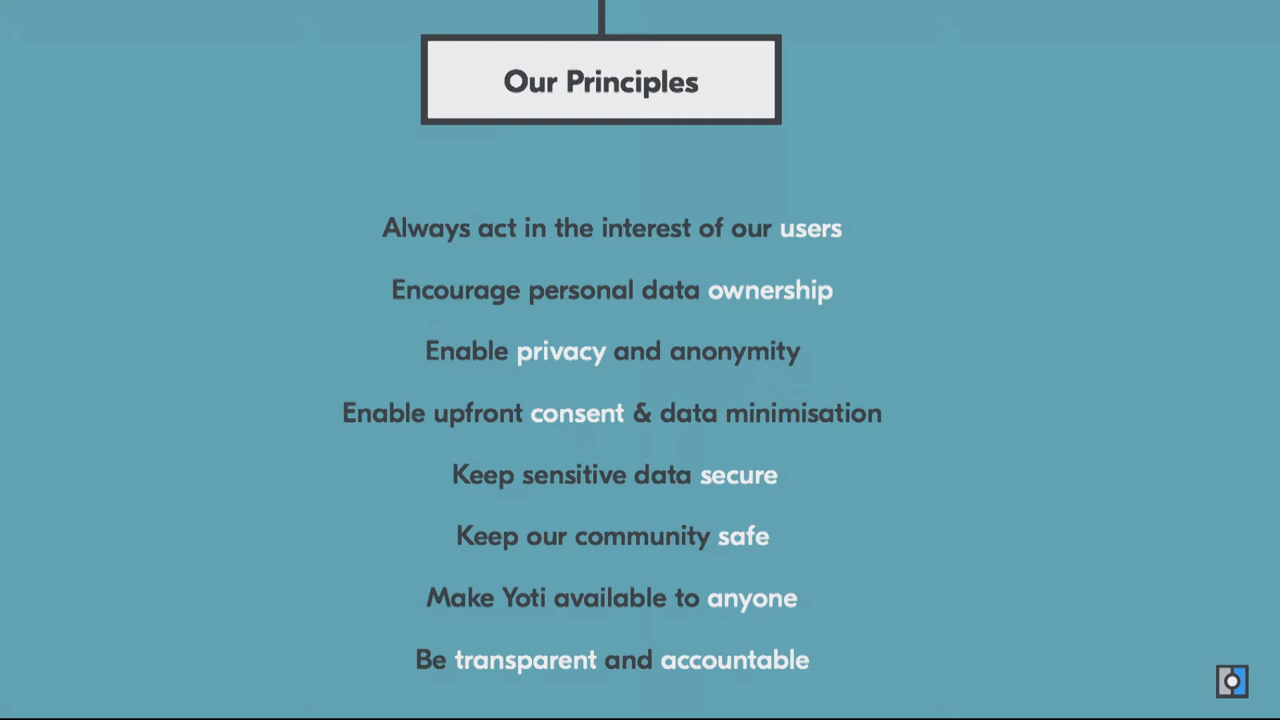 Our Principles
Always act in the interest of our users
Encourage personal data ownership
Enable privacy and anonymity
Enable upfront consent & data minimisation
Keep sensitive data secure
Keep our community safe
Make Yoti available to anyone
Be transparent and accountable